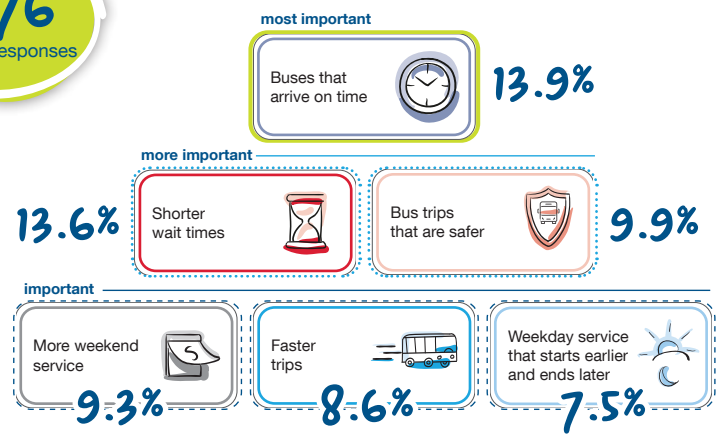 responses
most important
Buses that
arrive on time
13.9%
more important
13.6%
Shorter
wait times
Bus trips
that are safer
9.9%
important
More weekend
service
S
9.3%
Faster
trips
8.6%
Weekday service
that starts earlier
and ends later
7.5%